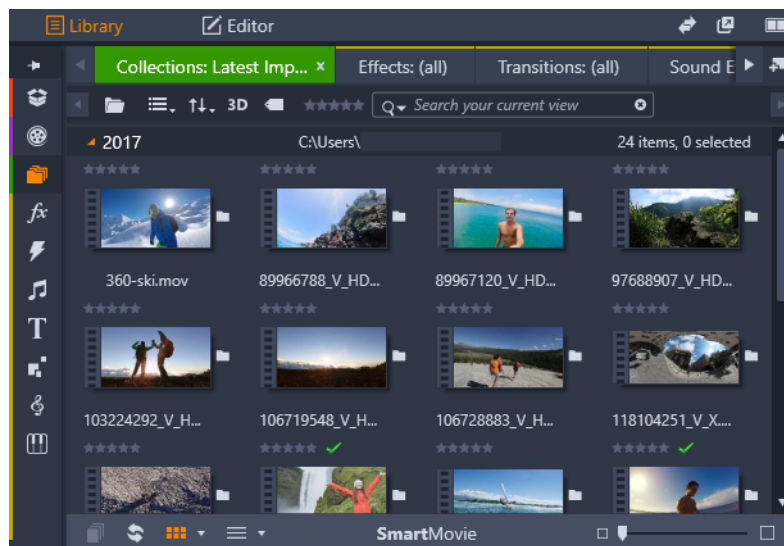 Library Editor
Collections: Latest Imp... × Effects: (all) Transitions: (all) Sound E
3D Search your current view
2017 C:\Users\ 24 items, 0 selected
360-ski.mov 89966788_V_HD... 89967120_V_HD... 97688907_V_HD...
103224292_V_H... 106719548_V_H... 106728883_V_H... 118104251_V_X....
SmartMovie